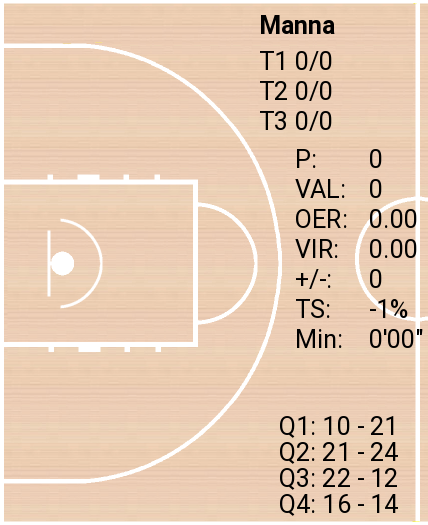 Manna
T1 0/0
T2 0/0
T3 0/0
P: 0
VAL: 0
OER: 0.00
VIR: 0.00
+/-: 0
TS: -1%
Min: 0'00"
Q1: 10 - 21
Q2: 21 - 24
Q3: 22 - 12
Q4: 16 - 14